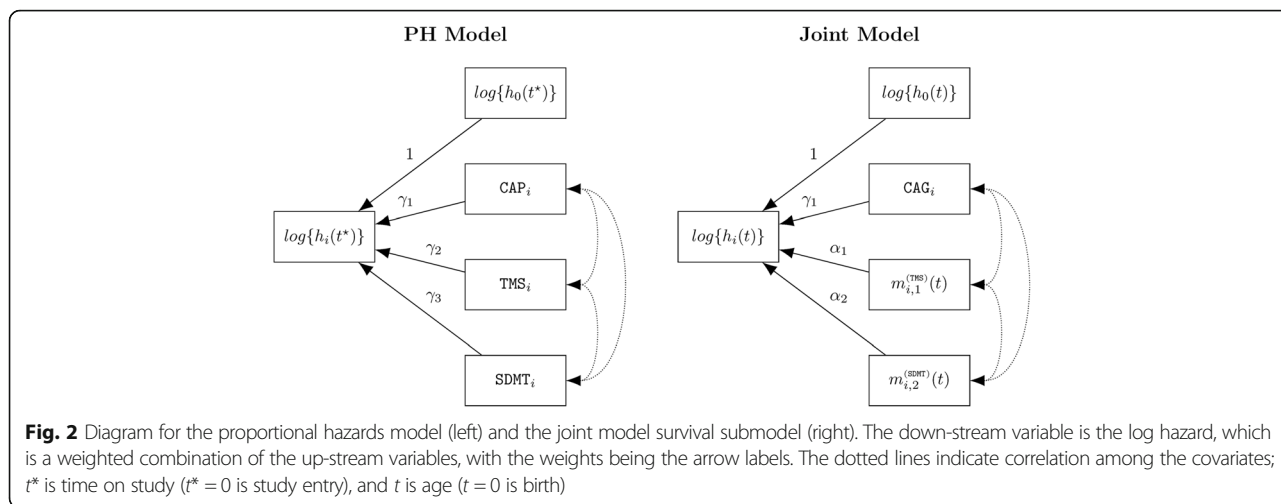 PH Model Joint Model
log{h₀(t⋆)} log{h₀(t)}
1 1
CAPᵢ CAGᵢ
γ₁ γ₁
log{hᵢ(t⋆)} log{hᵢ(t)}
γ₂ α₁
TMSᵢ m⁽ᵀᴹˢ⁾ᵢ,₁(t)
γ₃ α₂
SDMTᵢ m⁽ˢᴰᴹᵀ⁾ᵢ,₂(t)
Fig. 2 Diagram for the proportional hazards model (left) and the joint model survival submodel (right). The down-stream variable is the log hazard, which
is a weighted combination of the up-stream variables, with the weights being the arrow labels. The dotted lines indicate correlation among the covariates;
t* is time on study (t* = 0 is study entry), and t is age (t = 0 is birth)